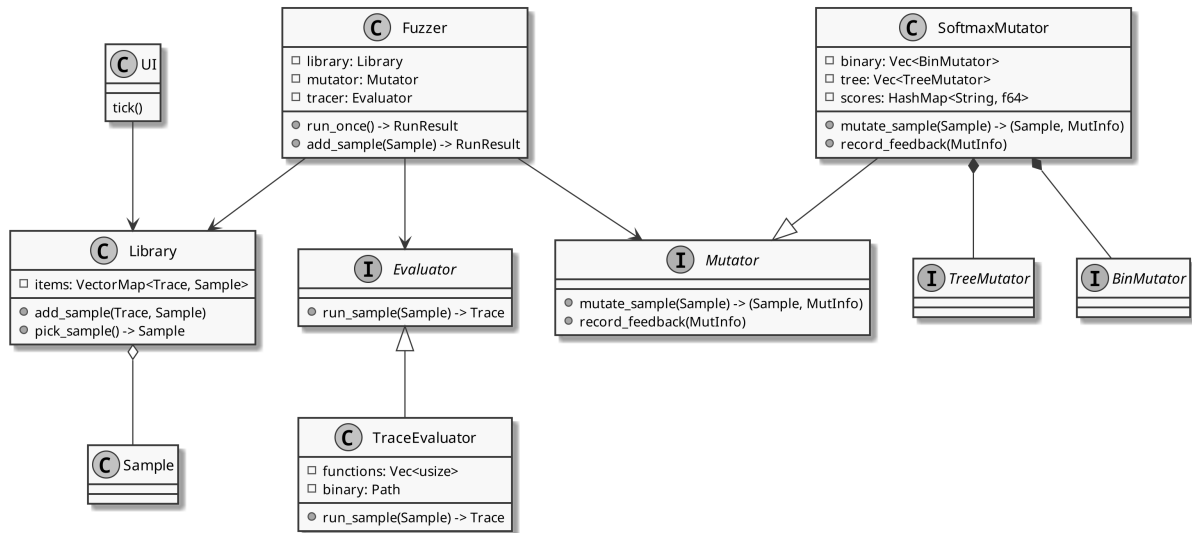 C Fuzzer
library: Library
mutator: Mutator
tracer: Evaluator
run_once() -> RunResult
add_sample(Sample) -> RunResult
C SoftmaxMutator
binary: Vec<BinMutator>
tree: Vec<TreeMutator>
scores: HashMap<String, f64>
mutate_sample(Sample) -> (Sample, MutInfo)
record_feedback(MutInfo)
C UI
tick()
C Library
items: VectorMap<Trace, Sample>
add_sample(Trace, Sample)
pick_sample() -> Sample
I Evaluator
run_sample(Sample) -> Trace
I Mutator
mutate_sample(Sample) -> (Sample, MutInfo)
record_feedback(MutInfo)
I TreeMutator
I BinMutator
C Sample
C TraceEvaluator
functions: Vec<usize>
binary: Path
run_sample(Sample) -> Trace